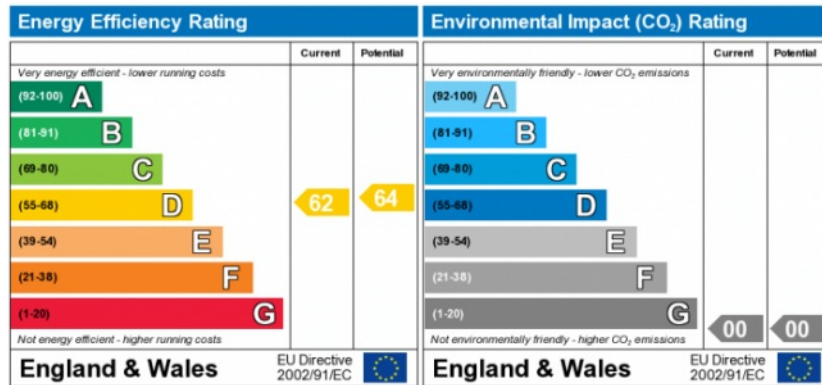 Energy Efficiency Rating
Current Potential
Very energy efficient - lower running costs
(92-100) A
(81-91) B
(69-80) C
(55-68) D
62 64
(39-54) E
(21-38) F
(1-20) G
Not energy efficient - higher running costs
England & Wales
EU Directive
2002/91/EC
Environmental Impact (CO₂) Rating
Current Potential
Very environmentally friendly - lower CO₂ emissions
(92-100) A
(81-91) B
(69-80) C
(55-68) D
(39-54) E
(21-38) F
(1-20) G
00 00
Not environmentally friendly - higher CO₂ emissions
England & Wales
EU Directive
2002/91/EC